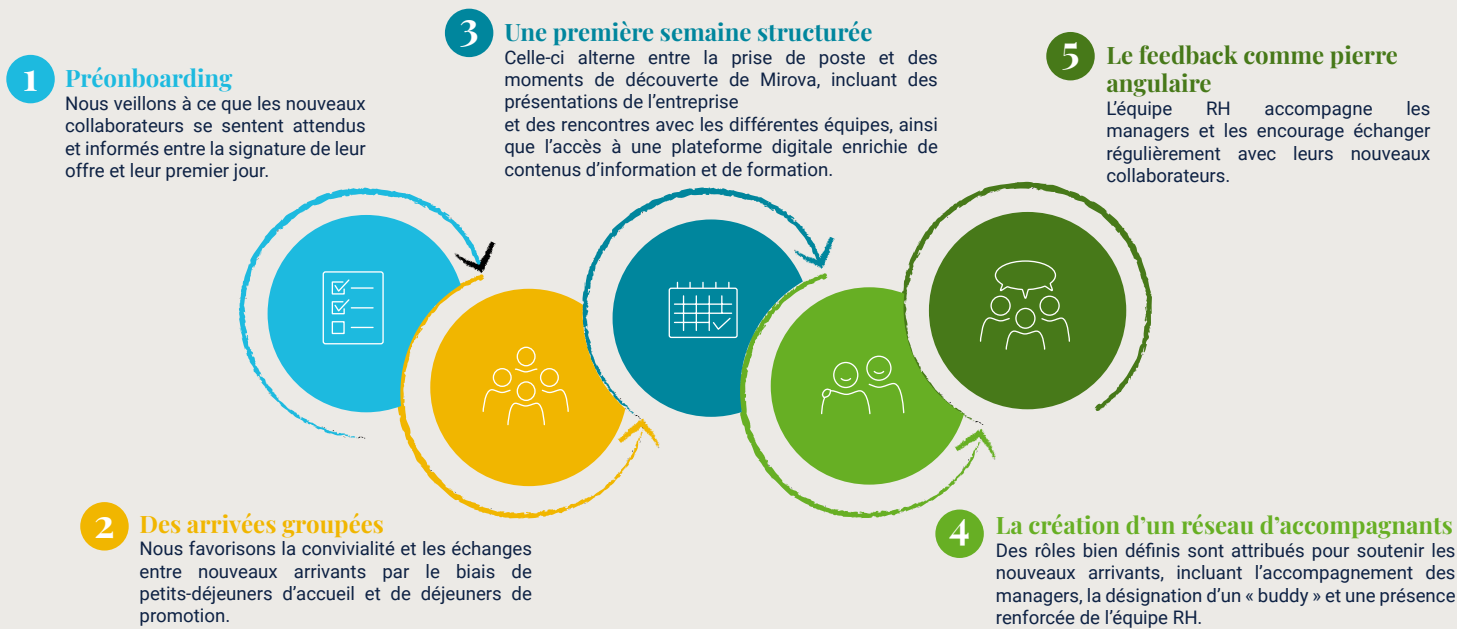 1 Préonboarding
Nous veillons à ce que les nouveaux
collaborateurs se sentent attendus
et informés entre la signature de leur
offre et leur premier jour.
2 Des arrivées groupées
Nous favorisons la convivialité et les échanges
entre nouveaux arrivants par le biais de
petits-déjeuners d’accueil et de déjeuners de
promotion.
3 Une première semaine structurée
Celle-ci alterne entre la prise de poste et des
moments de découverte de Mirova, incluant des
présentations de l’entreprise
et des rencontres avec les différentes équipes, ainsi
que l’accès à une plateforme digitale enrichie de
contenus d’information et de formation.
4 La création d’un réseau d’accompagnants
Des rôles bien définis sont attribués pour soutenir les
nouveaux arrivants, incluant l’accompagnement des
managers, la désignation d’un « buddy » et une présence
renforcée de l’équipe RH.
5 Le feedback comme pierre
angulaire
L’équipe RH accompagne les
managers et les encourage échanger
régulièrement avec leurs nouveaux
collaborateurs.